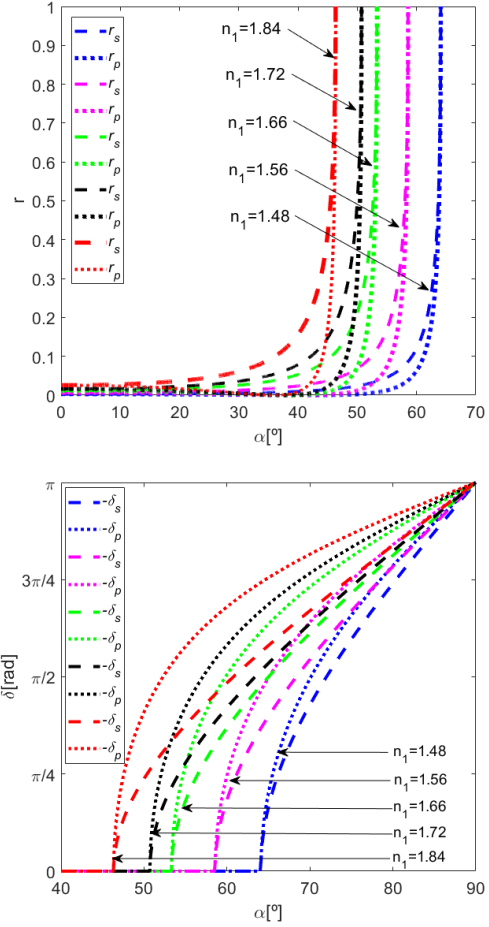 1
0.9
0.8
0.7
0.6
0.5
0.4
0.3
0.2
0.1
0
r
r_s
r_p
r_s
r_p
r_s
r_p
r_s
r_p
r_s
r_p
n_1=1.84
n_1=1.72
n_1=1.66
n_1=1.56
n_1=1.48
0 10 20 30 40 50 60 70
α[º]
π
3π/4
π/2
π/4
0
δ[rad]
-δ_s
-δ_p
-δ_s
-δ_p
-δ_s
-δ_p
-δ_s
-δ_p
-δ_s
-δ_p
n_1=1.48
n_1=1.56
n_1=1.66
n_1=1.72
n_1=1.84
40 50 60 70 80 90
α[º]